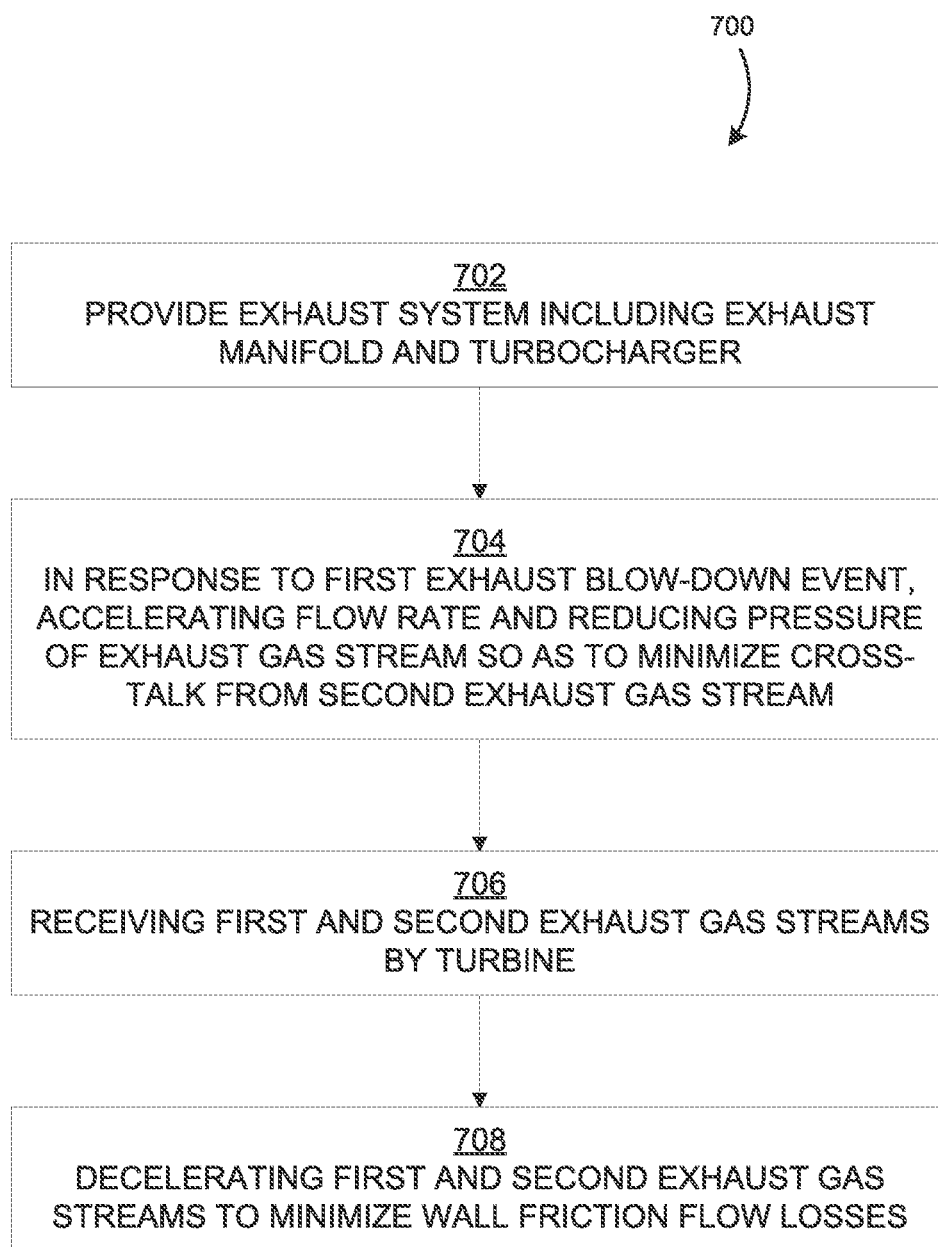 700
702
PROVIDE EXHAUST SYSTEM INCLUDING EXHAUST
MANIFOLD AND TURBOCHARGER
704
IN RESPONSE TO FIRST EXHAUST BLOW-DOWN EVENT,
ACCELERATING FLOW RATE AND REDUCING PRESSURE
OF EXHAUST GAS STREAM SO AS TO MINIMIZE CROSS-
TALK FROM SECOND EXHAUST GAS STREAM
706
RECEIVING FIRST AND SECOND EXHAUST GAS STREAMS
BY TURBINE
708
DECELERATING FIRST AND SECOND EXHAUST GAS
STREAMS TO MINIMIZE WALL FRICTION FLOW LOSSES